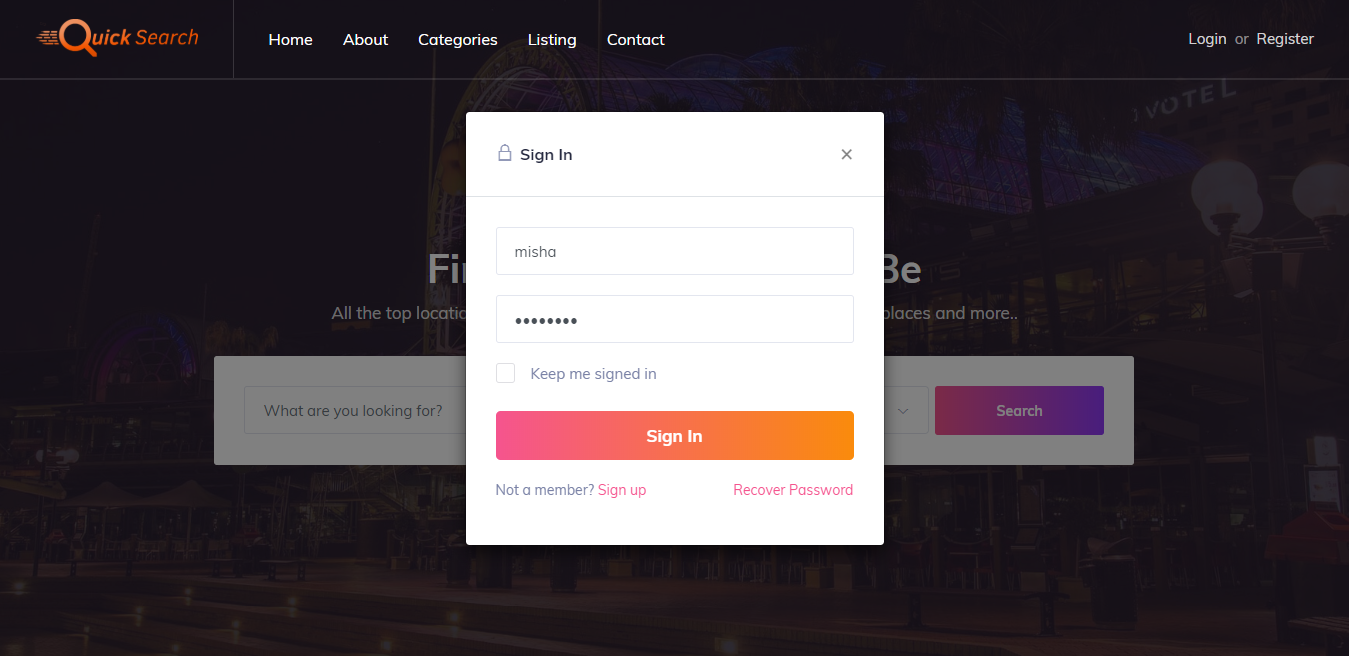 Quick Search
Home About Categories Listing Contact
Login or Register
Sign In ×
misha
Fi Be
All the top locatio places and more..
••••••••
Keep me signed in
What are you looking for? Search
Sign In
Not a member? Sign up Recover Password